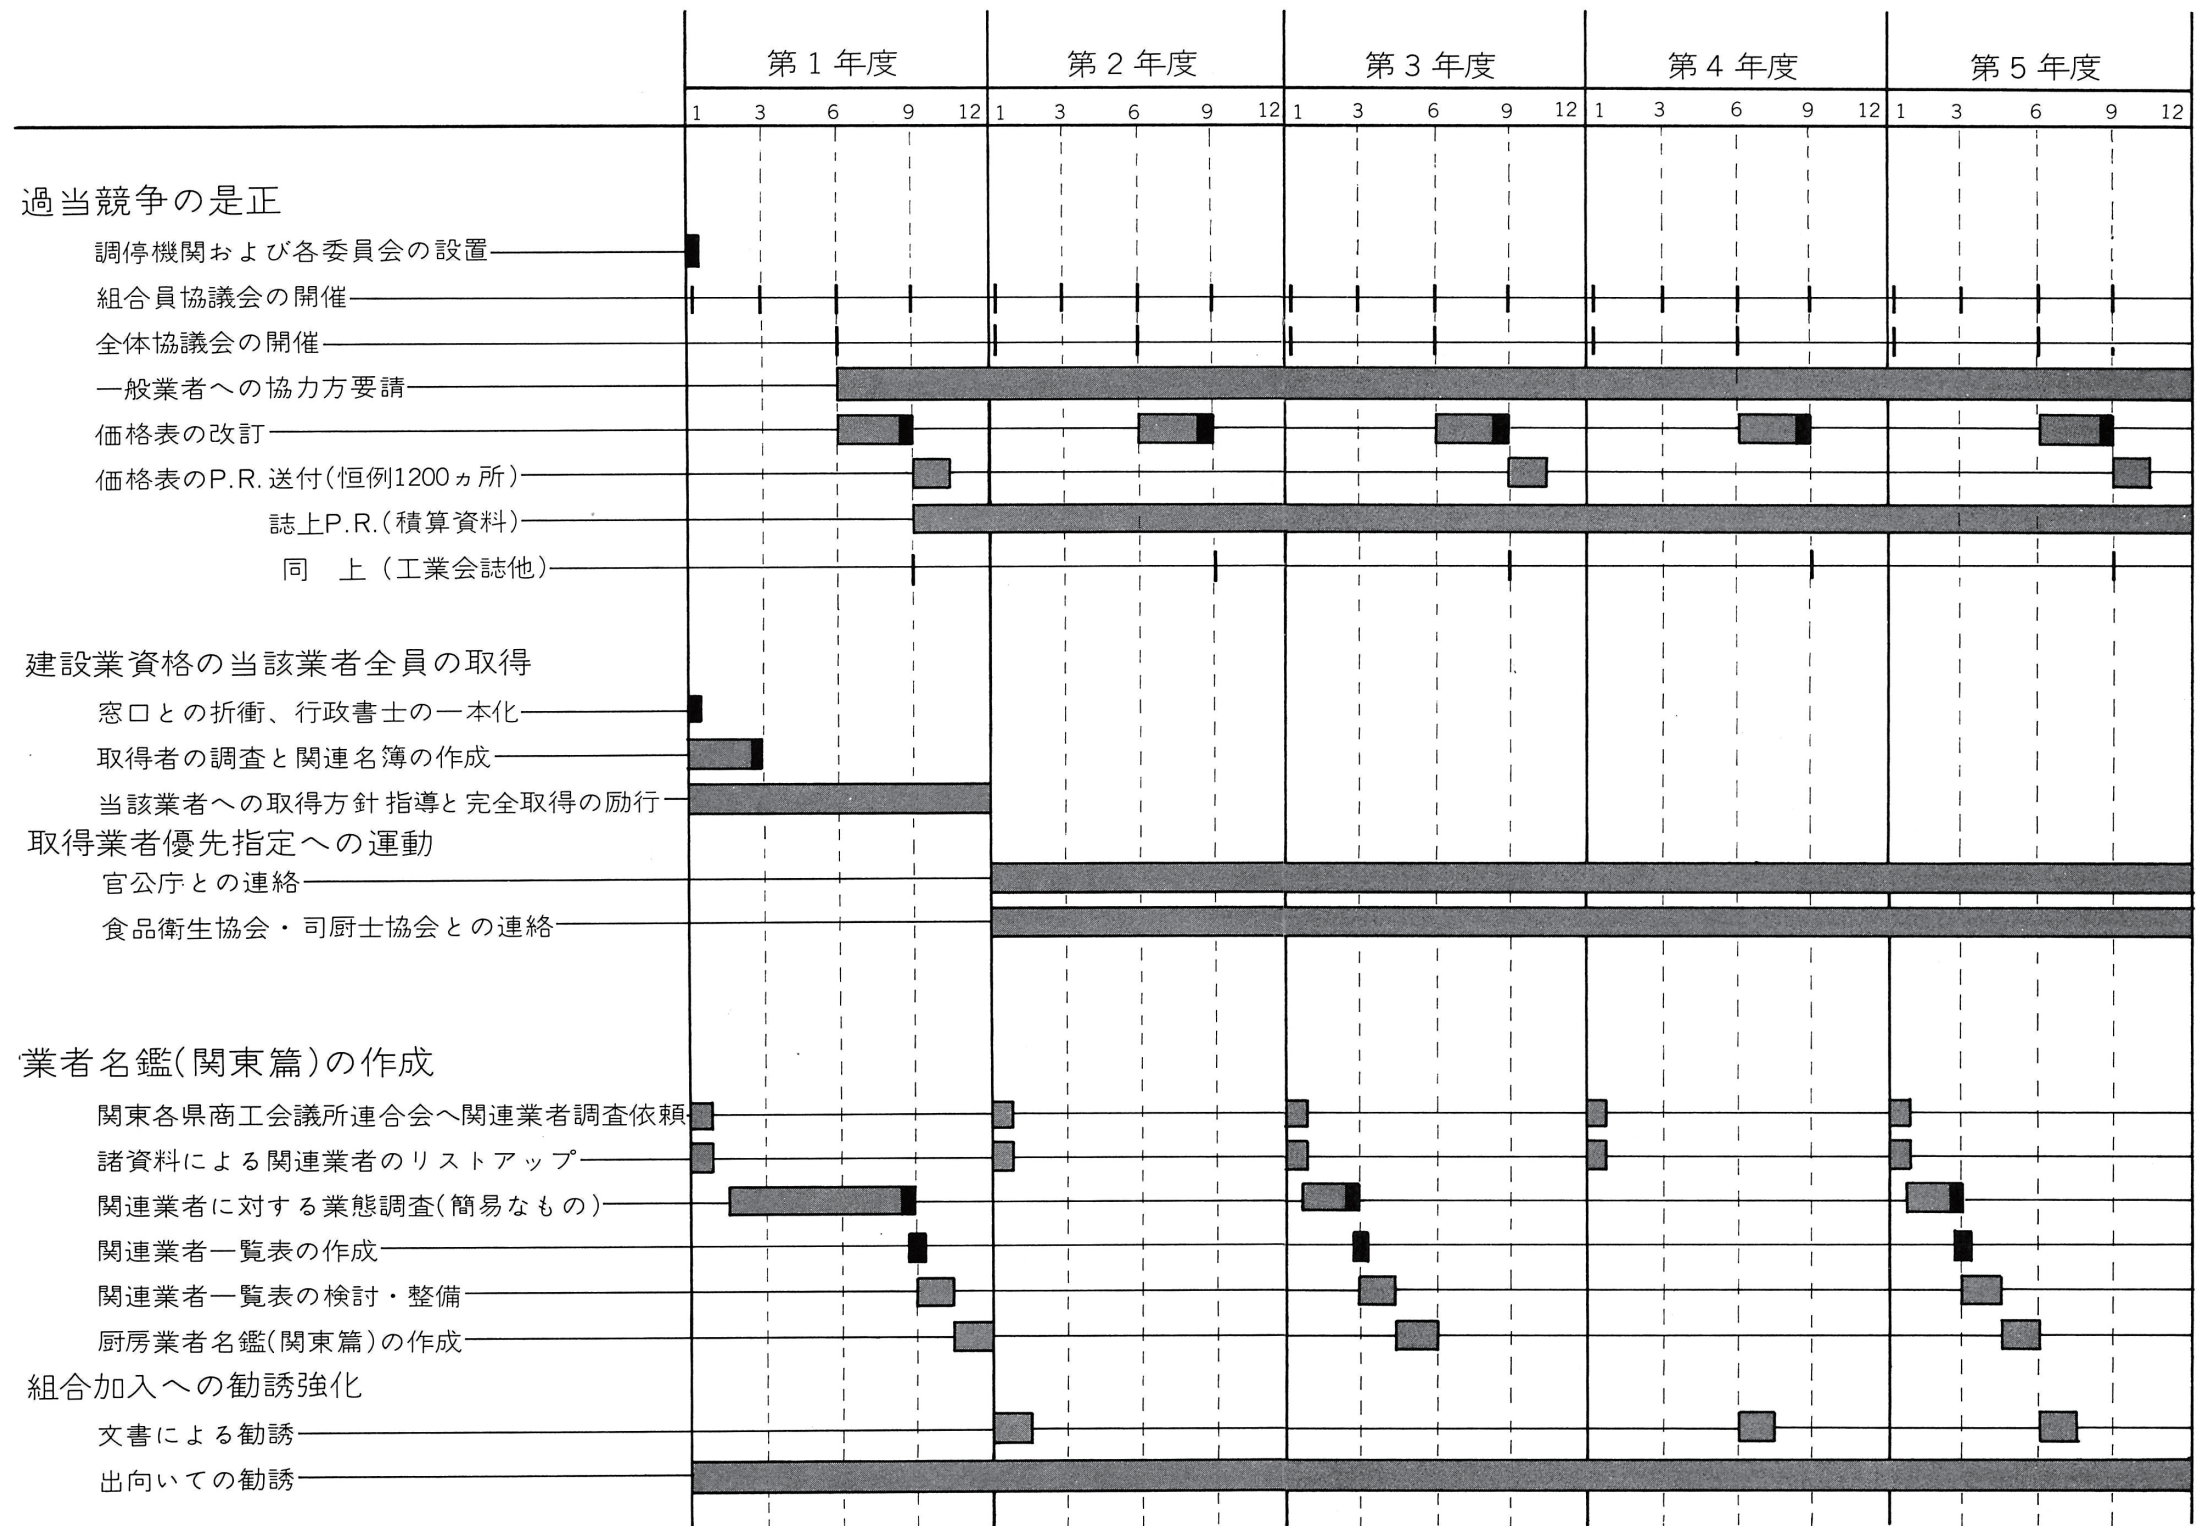 第1年度 第2年度 第3年度 第4年度 第5年度
1 3 6 9 12 1 3 6 9 12 1 3 6 9 12 1 3 6 9 12 1 3 6 9 12
過当競争の是正
調停機関および各委員会の設置
組合員協議会の開催
全体協議会の開催
一般業者への協力方要請
価格表の改訂
価格表のP.R.送付(恒例1200ヵ所)
誌上P.R.(積算資料)
同 上(工業会誌他)
建設業資格の当該業者全員の取得
窓口との折衝、行政書士の一本化
取得者の調査と関連名簿の作成
当該業者への取得方針指導と完全取得の励行
取得業者優先指定への運動
官公庁との連絡
食品衛生協会・司厨士協会との連絡
業者名鑑(関東篇)の作成
関東各県商工会議所連合会へ関連業者調査依頼
諸資料による関連業者のリストアップ
関連業者に対する業態調査(簡易なもの)
関連業者一覧表の作成
関連業者一覧表の検討・整備
厨房業者名鑑(関東篇)の作成
組合加入への勧誘強化
文書による勧誘
出向いての勧誘